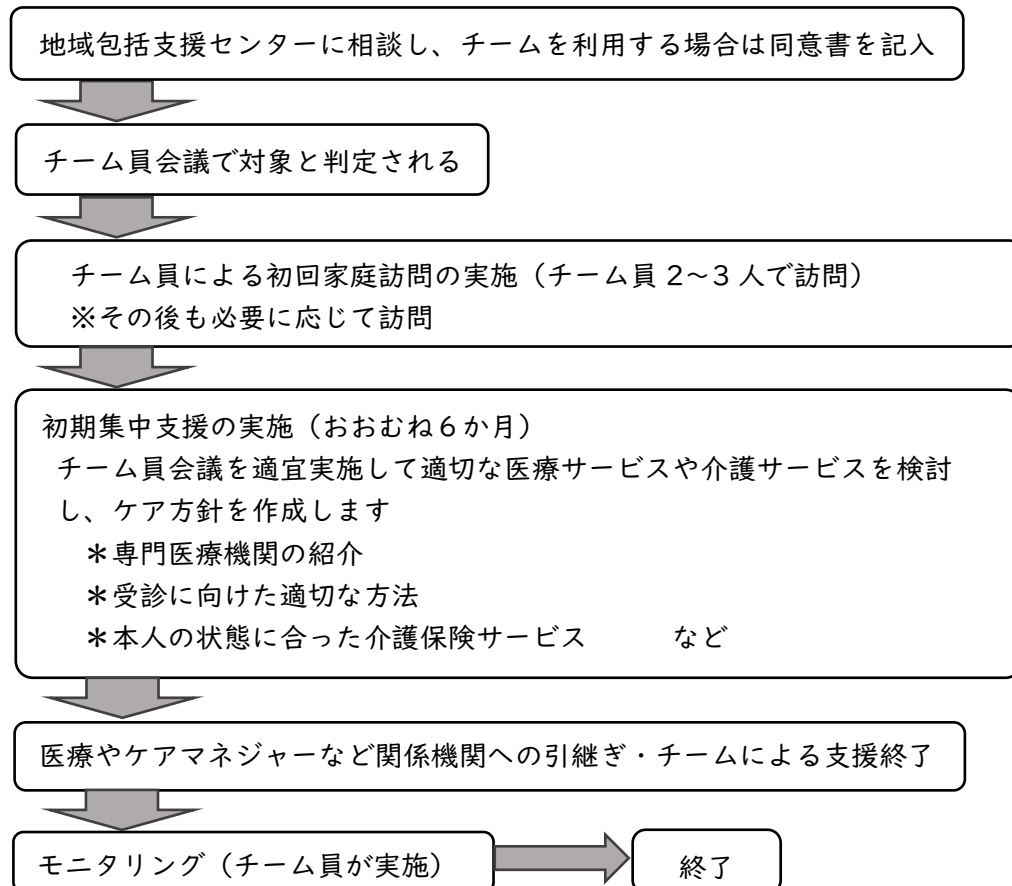 地域包括支援センターに相談し、チームを利用する場合は同意書を記入
チーム員会議で対象と判定される
チーム員による初回家庭訪問の実施（チーム員 2～3 人で訪問）
※その後も必要に応じて訪問
初期集中支援の実施（おおむね６か月）
チーム員会議を適宜実施して適切な医療サービスや介護サービスを検討
し、ケア方針を作成します
＊専門医療機関の紹介
＊受診に向けた適切な方法
＊本人の状態に合った介護保険サービス　　　など
医療やケアマネジャーなど関係機関への引継ぎ・チームによる支援終了
モニタリング（チーム員が実施）
終了